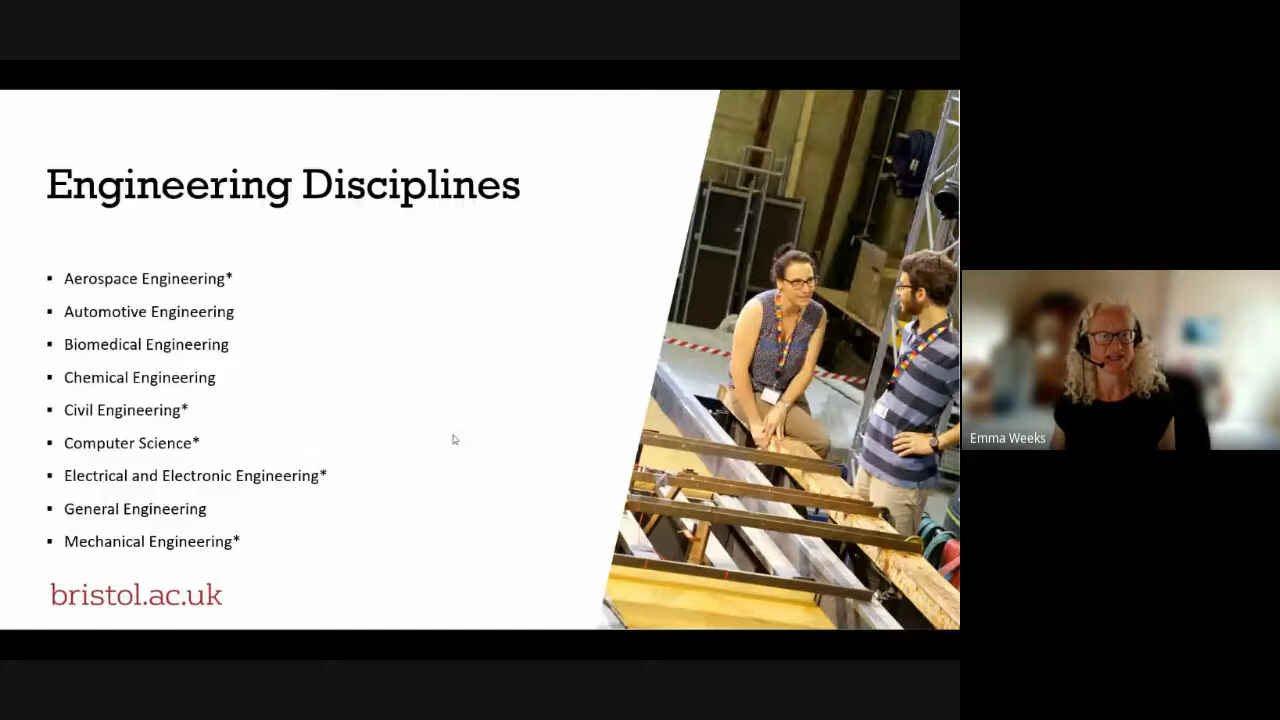 Engineering Disciplines
▪ Aerospace Engineering*
▪ Automotive Engineering
▪ Biomedical Engineering
▪ Chemical Engineering
▪ Civil Engineering*
▪ Computer Science*
▪ Electrical and Electronic Engineering*
▪ General Engineering
▪ Mechanical Engineering*
bristol.ac.uk
Emma Weeks